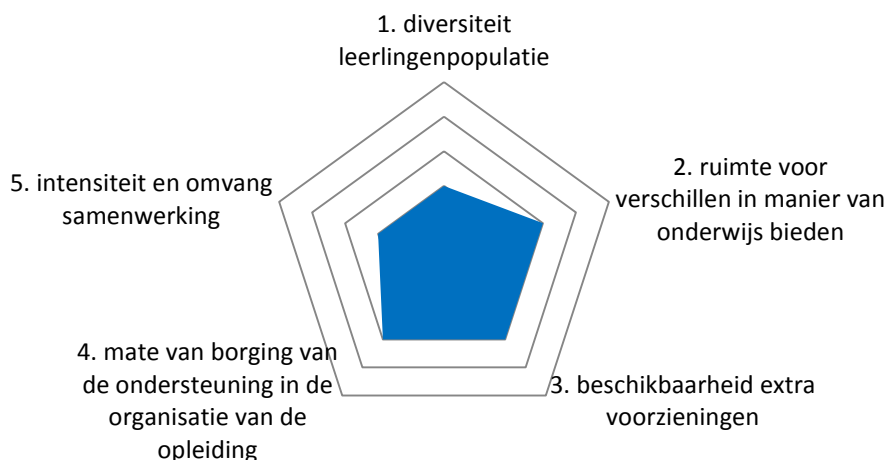 1. diversiteit
leerlingenpopulatie
2. ruimte voor
verschillen in manier van
onderwijs bieden
3. beschikbaarheid extra
voorzieningen
4. mate van borging van
de ondersteuning in de
organisatie van de
opleiding
5. intensiteit en omvang
samenwerking